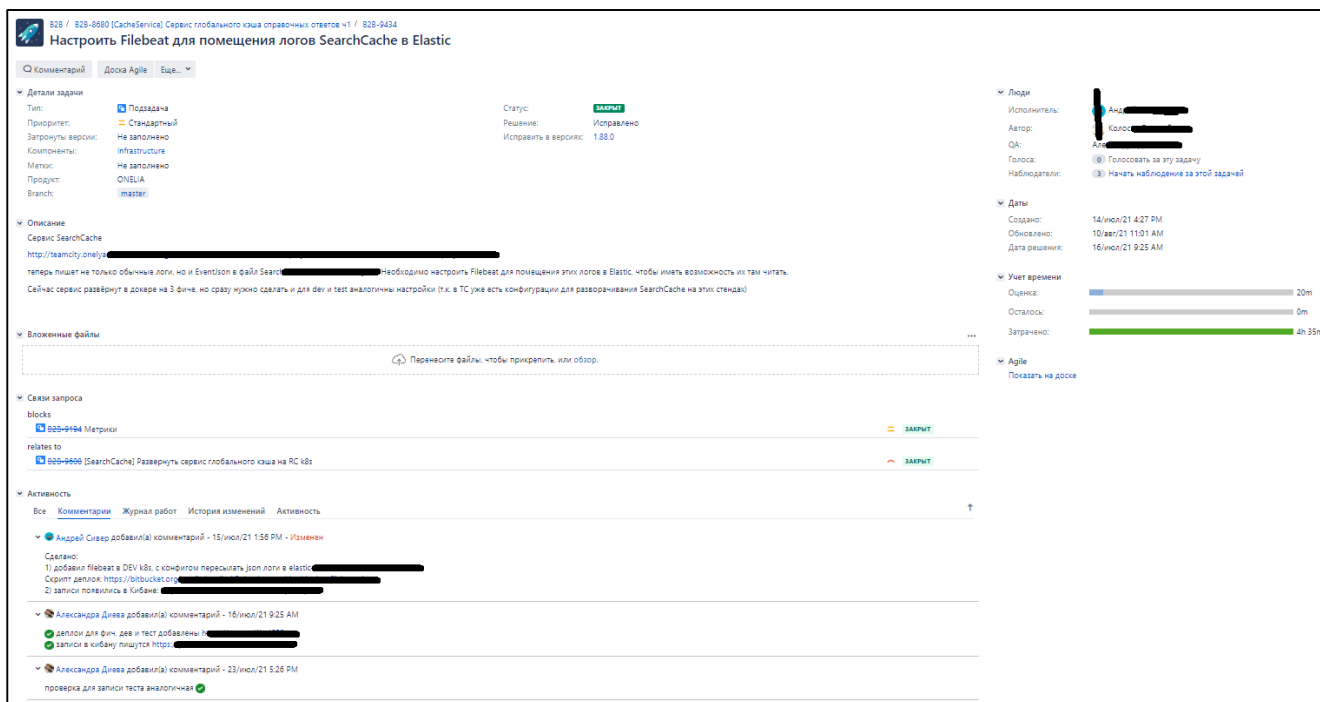 B2B / B2B-8680 [CacheService] Сервис глобального кэша справочных ответов ч1 / B2B-9434
Настроить Filebeat для помещения логов SearchCache в Elastic
Комментарий Доска Agile Еще...
Детали задачи
Тип: Подзадача
Приоритет: Стандартный
Затронуты версии: Не заполнено
Компоненты: Infrastructure
Метки: Не заполнено
Продукт: ONELIA
Branch: master
Статус: ЗАКРЫТ
Решение: Исправлено
Исправить в версиях: 1.88.0
Описание
Сервис SearchCache
http://teamcity.onelya
теперь пишет не только обычные логи, но и EventJson в файл Search Необходимо настроить Filebeat для помещения этих логов в Elastic, чтобы иметь возможность их там читать.
Сейчас сервис развёрнут в докере на 3 фиче, но сразу нужно сделать и для dev и test аналогичны настройки (т.к. в ТС уже есть конфигурации для разворачивания SearchCache на этих стендах)
Вложенные файлы ...
Перенесите файлы, чтобы прикрепить, или обзор.
Связи запроса
blocks
B2B-9194 Метрики ЗАКРЫТ
relates to
B2B-9600 [SearchCache] Развернуть сервис глобального кэша на RC k8s ЗАКРЫТ
Активность
Все Комментарии Журнал работ История изменений Активность
Андрей Сивер добавил(а) комментарий - 15/июл/21 1:56 PM - Изменен
Сделано:
1) добавил filebeat в DEV k8s, с конфигом пересылать json логи в elastic
Скрипт деплоя: https://bitbucket.org
2) записи появились в Кибане:
Александра Диева добавил(а) комментарий - 16/июл/21 9:25 AM
деплои для фич, дев и тест добавлены h
записи в кибану пишутся https:
Александра Диева добавил(а) комментарий - 23/июл/21 5:26 PM
проверка для записи теста аналогичная
Люди
Исполнитель: Анд
Автор: Колос
QA: Але
Голоса: 0 Голосовать за эту задачу
Наблюдатели: 3 Начать наблюдение за этой задачей
Даты
Создано: 14/июл/21 4:27 PM
Обновлено: 10/авг/21 11:01 AM
Дата решения: 16/июл/21 9:25 AM
Учет времени
Оценка: 20m
Осталось: 0m
Затрачено: 4h 35m
Agile
Показать на доске